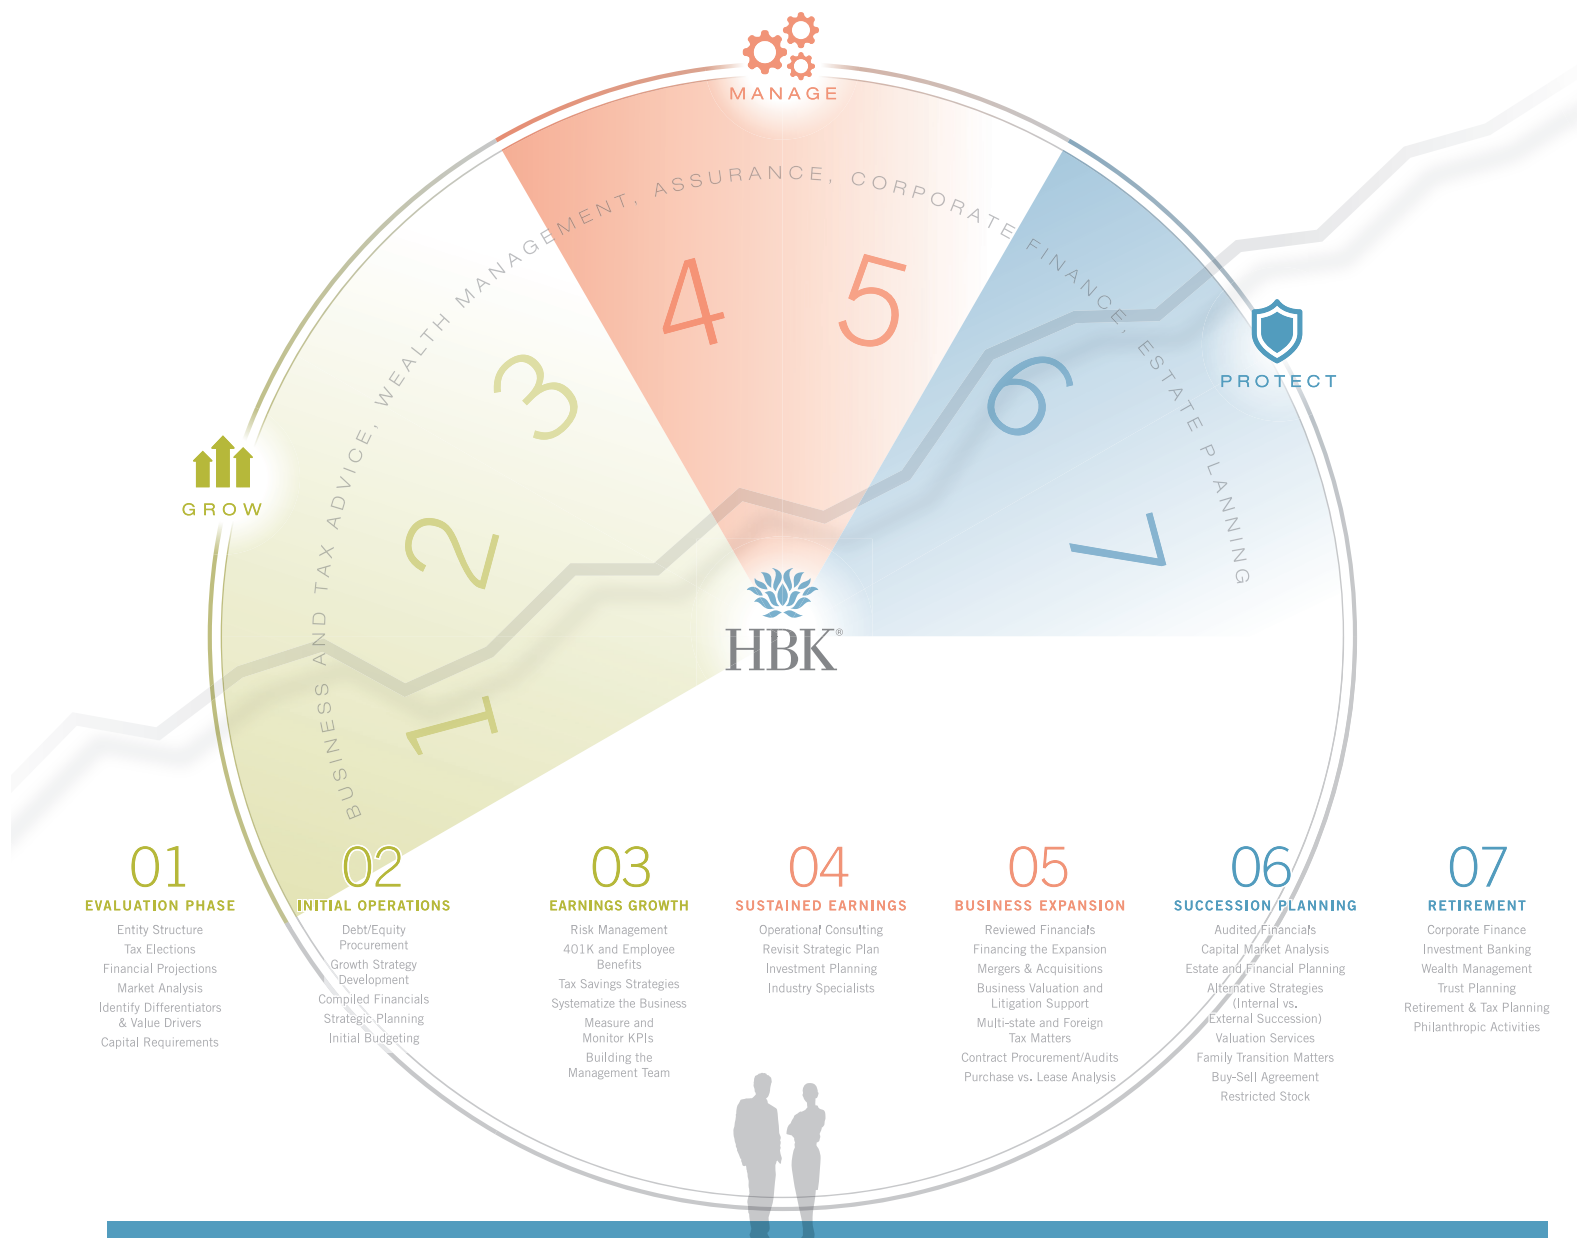 MANAGE
BUSINESS AND TAX ADVICE, WEALTH MANAGEMENT, ASSURANCE, CORPORATE FINANCE, ESTATE PLANNING
GROW
PROTECT
1
2
3
4
5
6
7
HBK®
01
EVALUATION PHASE
Entity Structure
Tax Elections
Financial Projections
Market Analysis
Identify Differentiators
& Value Drivers
Capital Requirements
02
INITIAL OPERATIONS
Debt/Equity
Procurement
Growth Strategy
Development
Compiled Financials
Strategic Planning
Initial Budgeting
03
EARNINGS GROWTH
Risk Management
401K and Employee
Benefits
Tax Savings Strategies
Systematize the Business
Measure and
Monitor KPIs
Building the
Management Team
04
SUSTAINED EARNINGS
Operational Consulting
Revisit Strategic Plan
Investment Planning
Industry Specialists
05
BUSINESS EXPANSION
Reviewed Financials
Financing the Expansion
Mergers & Acquisitions
Business Valuation and
Litigation Support
Multi-state and Foreign
Tax Matters
Contract Procurement/Audits
Purchase vs. Lease Analysis
06
SUCCESSION PLANNING
Audited Financials
Capital Market Analysis
Estate and Financial Planning
Alternative Strategies
(Internal vs.
External Succession)
Valuation Services
Family Transition Matters
Buy-Sell Agreement
Restricted Stock
07
RETIREMENT
Corporate Finance
Investment Banking
Wealth Management
Trust Planning
Retirement & Tax Planning
Philanthropic Activities